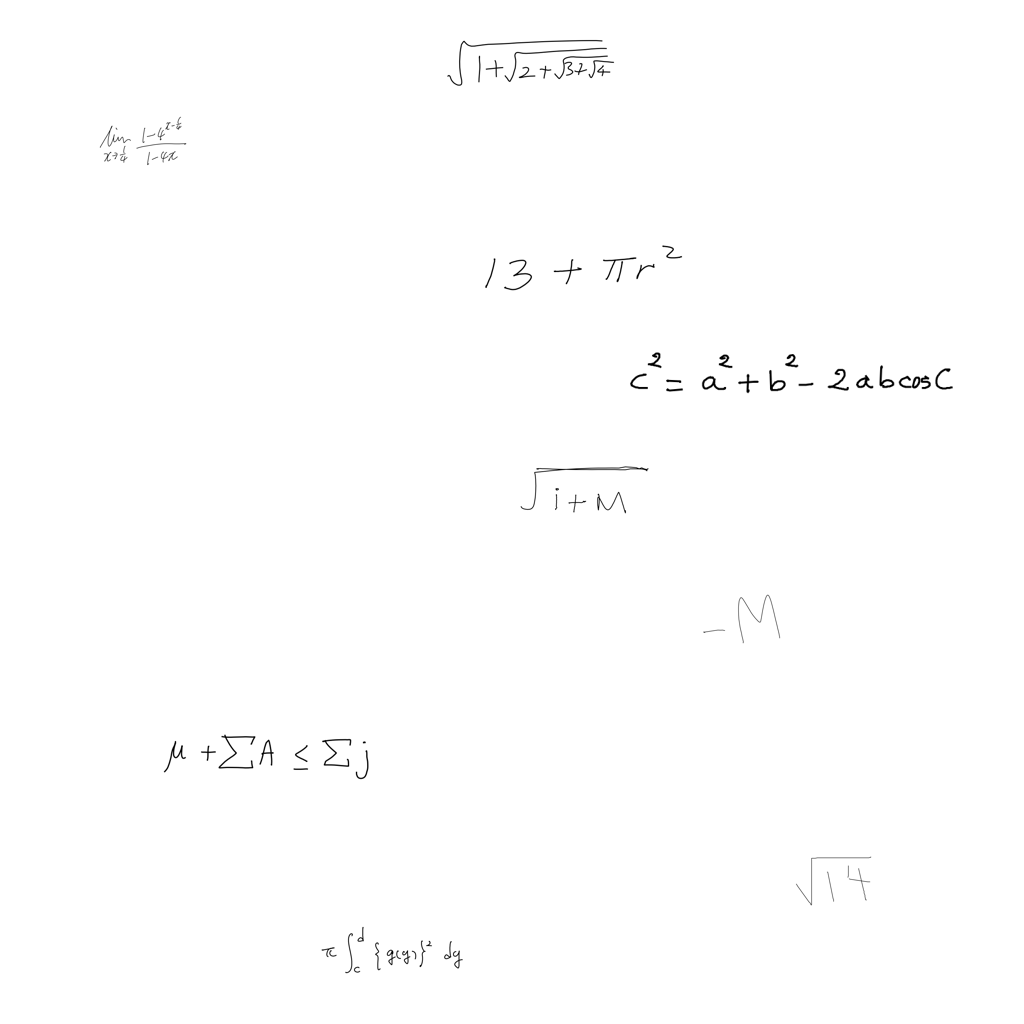 \sqrt{1+\sqrt{2+\sqrt{3+\sqrt{4}}}}
\lim_{x \to \frac{1}{4}} \frac{1-4^{x-\frac{1}{4}}}{1-4x}
13 + \pi r^2
c^2 = a^2 + b^2 - 2ab\cos C
\sqrt{i+M}
-M
\mu + \sum A \leq \sum j
\sqrt{14}
\pi \int_c^d \{g(y)\}^2 dy